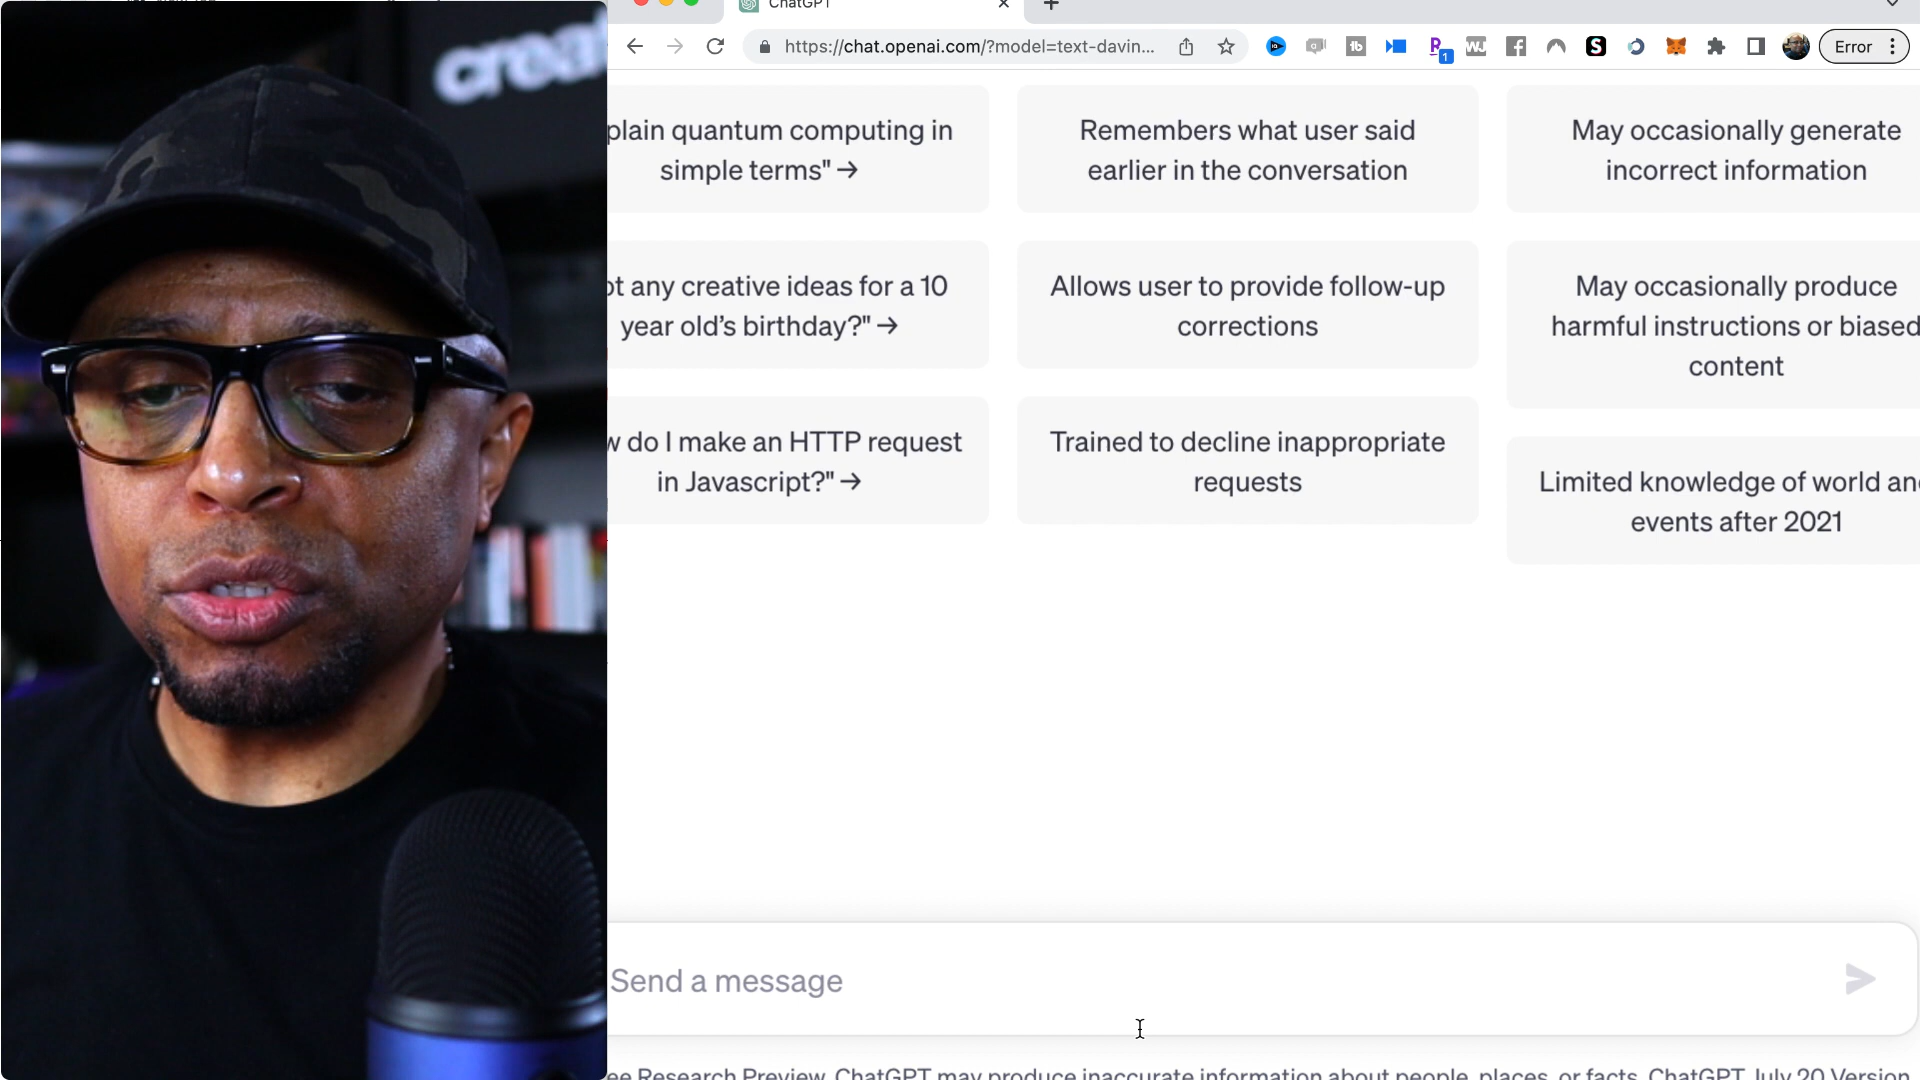 creat
ChatGPT
https://chat.openai.com/?model=text-davin...
Error
1
plain quantum computing in
simple terms" →
ot any creative ideas for a 10
year old's birthday?" →
w do I make an HTTP request
in Javascript?" →
Remembers what user said
earlier in the conversation
Allows user to provide follow-up
corrections
Trained to decline inappropriate
requests
May occasionally generate
incorrect information
May occasionally produce
harmful instructions or biased
content
Limited knowledge of world an
events after 2021
Send a message
ee Research Preview. ChatGPT may produce inaccurate information about people, places, or facts. ChatGPT July 20 Version